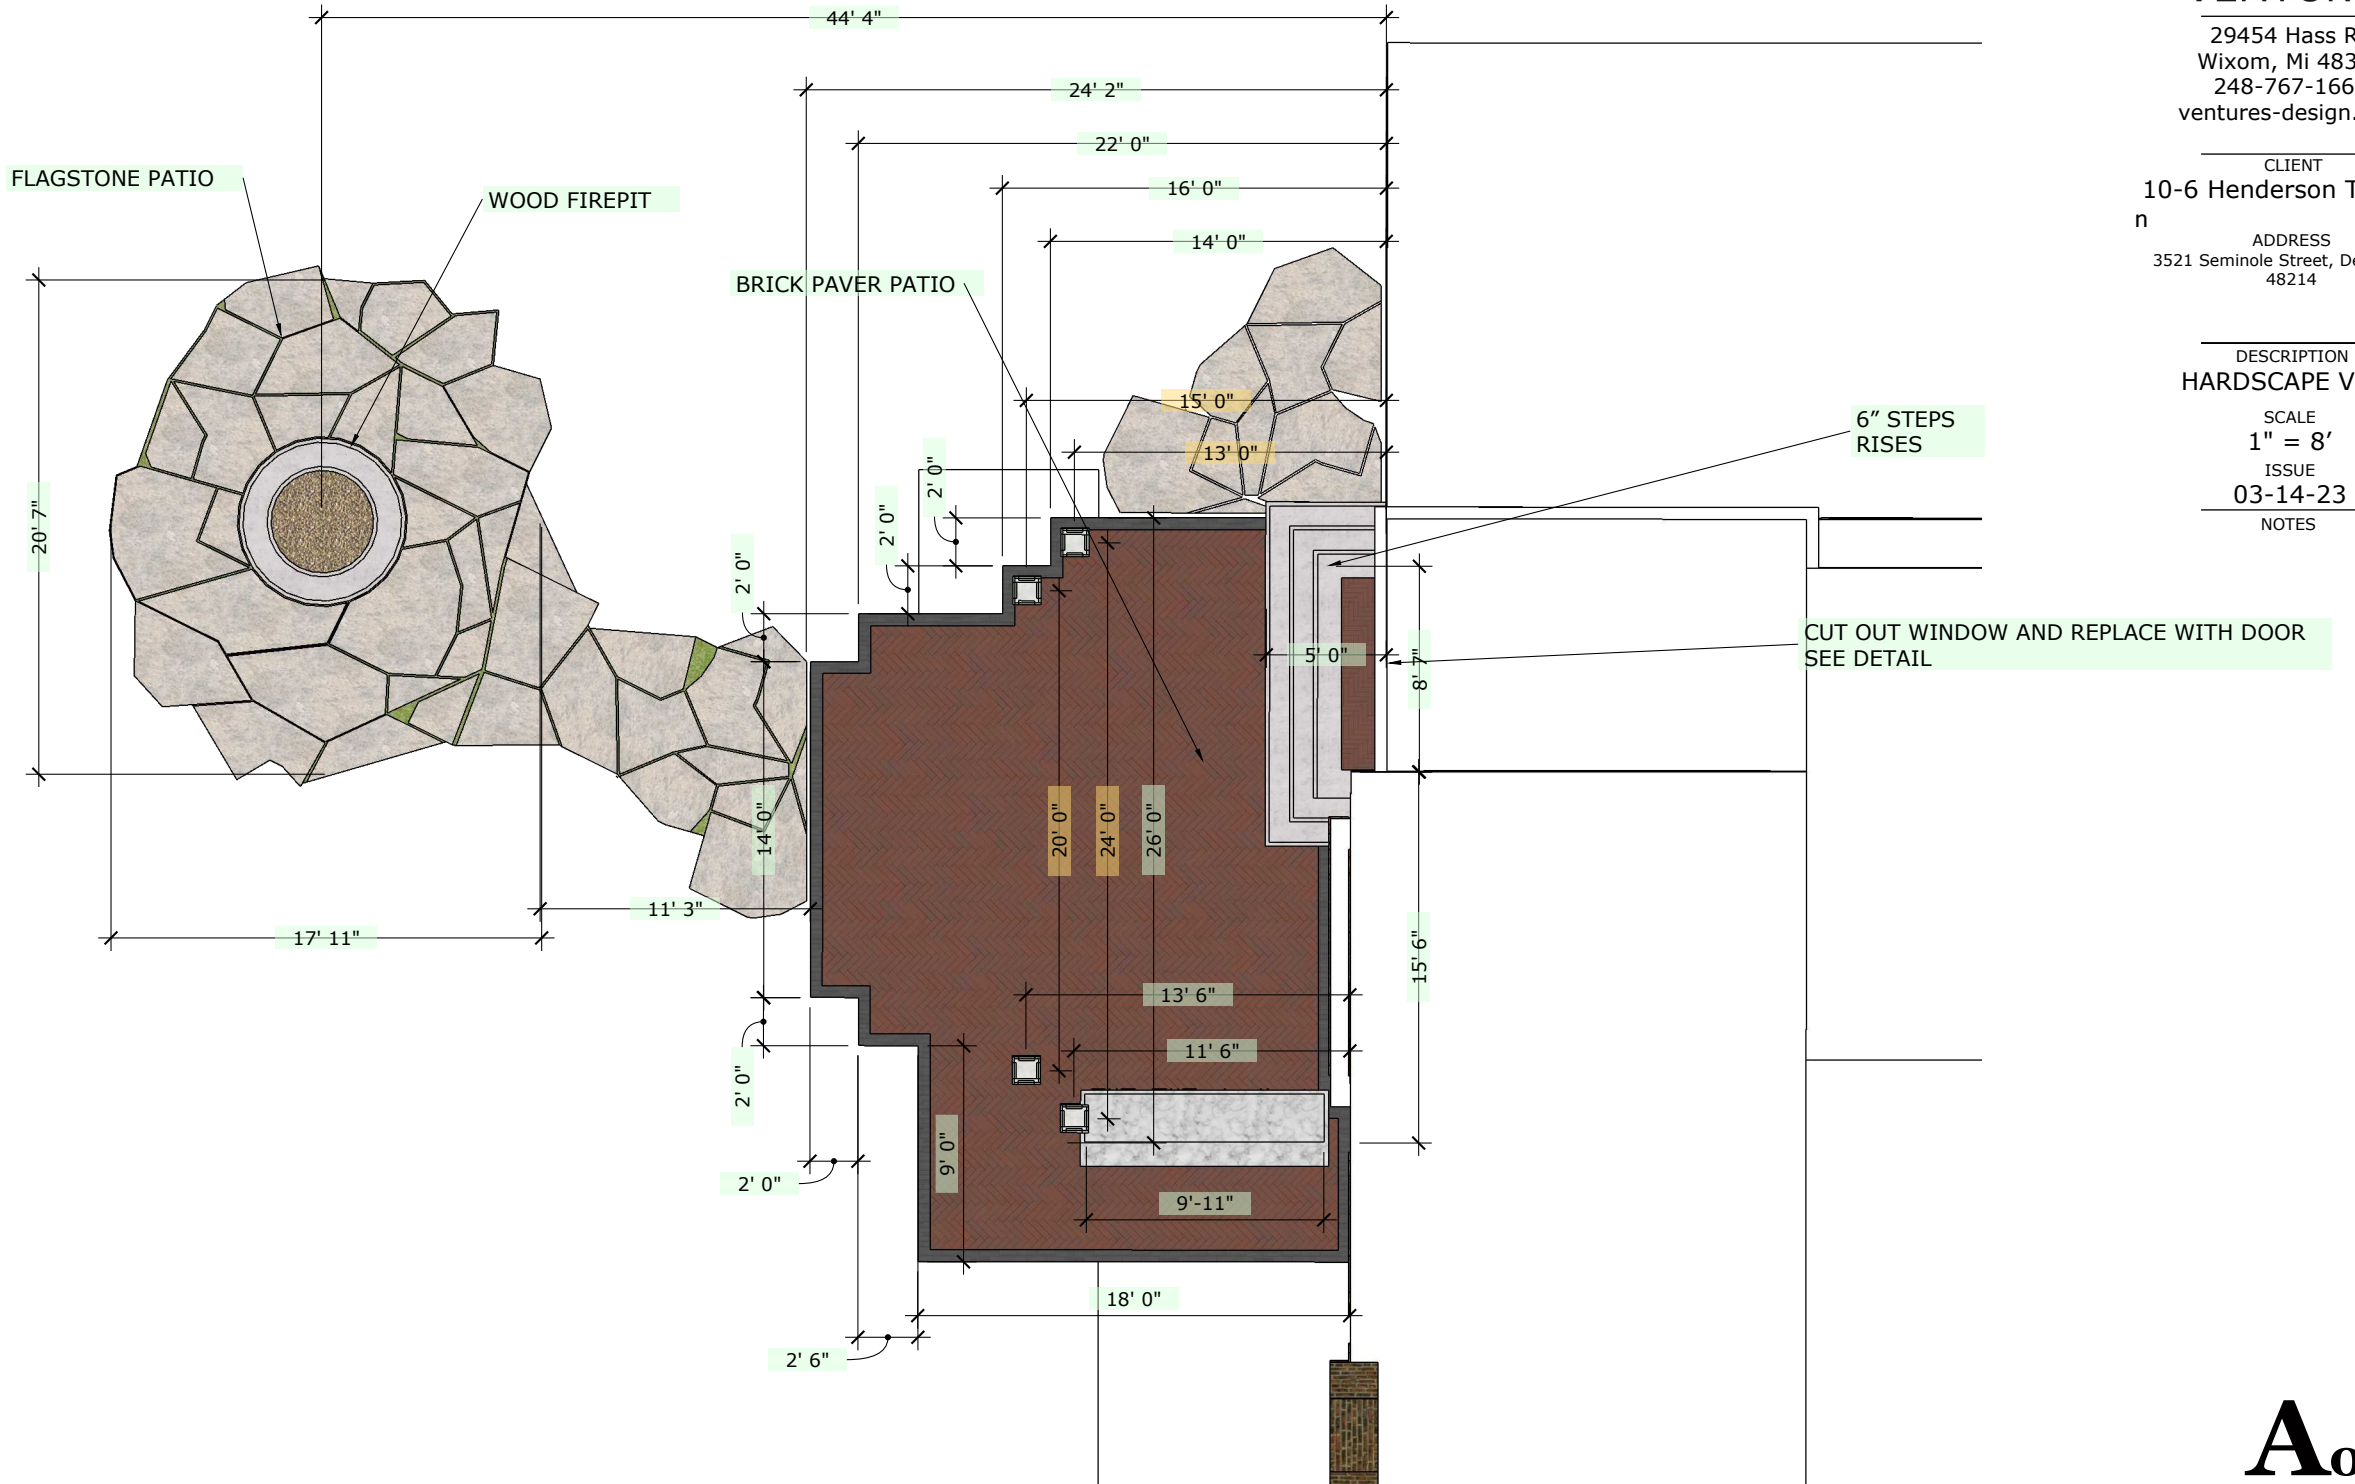 44' 4"
24' 2"
22' 0"
16' 0"
14' 0"
FLAGSTONE PATIO
WOOD FIREPIT
BRICK PAVER PATIO
15' 0"
13' 0"
2' 0"
2' 0"
2' 0"
20' 7"
6” STEPS
RISES
CUT OUT WINDOW AND REPLACE WITH DOOR
SEE DETAIL
5' 0"
8' 7"
14' 0"
20' 0"
24' 0"
26' 0"
11' 3"
17' 11"
15' 6"
13' 6"
11' 6"
2' 0"
9' 0"
2' 0"
9'-11"
18' 0"
2' 6"
29454 Hass R
Wixom, Mi 483
248-767-166
ventures-design.
CLIENT
10-6 Henderson T
n
ADDRESS
3521 Seminole Street, De
48214
DESCRIPTION
HARDSCAPE V
SCALE
1" = 8’
ISSUE
03-14-23
NOTES